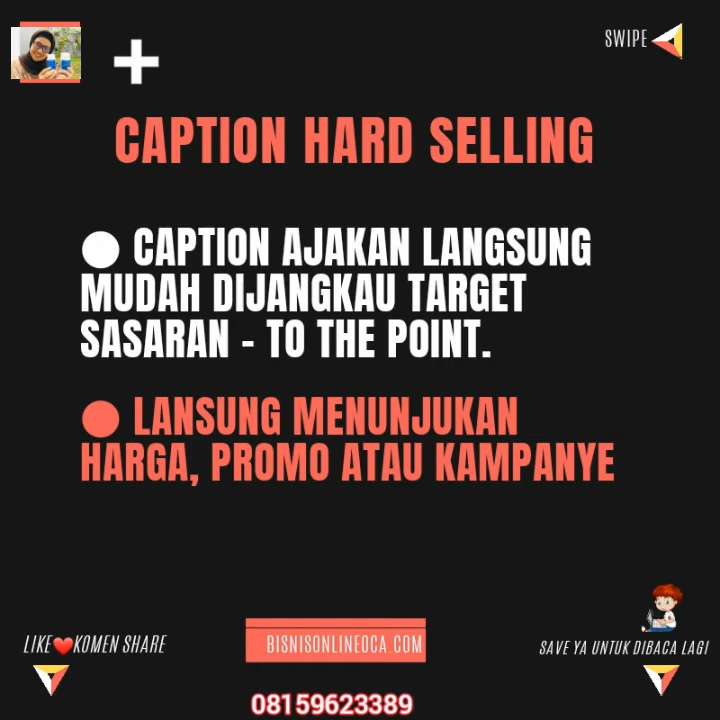 SWIPE
CAPTION HARD SELLING
● CAPTION AJAKAN LANGSUNG
MUDAH DIJANGKAU TARGET
SASARAN - TO THE POINT.
● LANSUNG MENUNJUKAN
HARGA, PROMO ATAU KAMPANYE
LIKE❤️KOMEN SHARE
BISNISONLINEOCA.COM
SAVE YA UNTUK DIBACA LAGI
08159623389